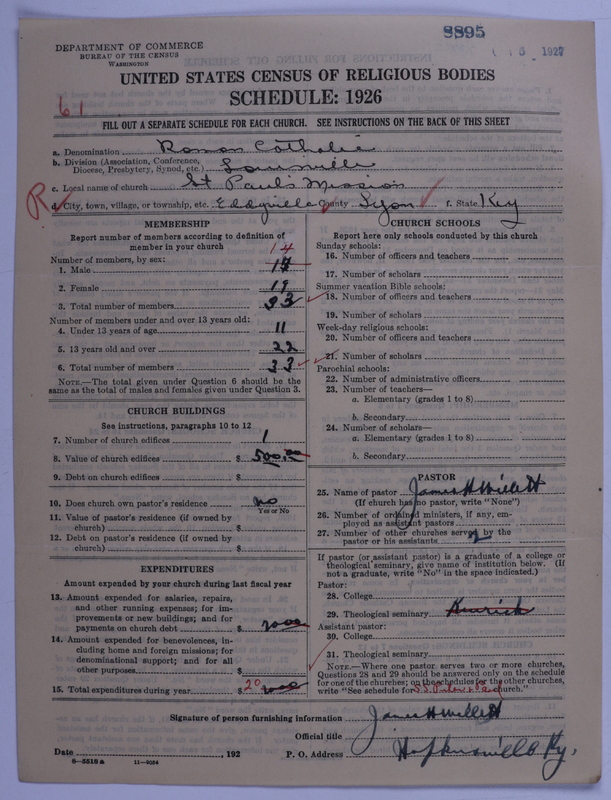 8895
1927
DEPARTMENT OF COMMERCE
BUREAU OF THE CENSUS
WASHINGTON
UNITED STATES CENSUS OF RELIGIOUS BODIES
SCHEDULE: 1926
61
FILL OUT A SEPARATE SCHEDULE FOR EACH CHURCH. SEE INSTRUCTIONS ON THE BACK OF THIS SHEET
a. Denomination Roman Catholic
b. Division (Association, Conference, Diocese, Presbytery, Synod, etc.) Louisville
c. Local name of church St Pauls Mission
R
d. City, town, village, or township, etc. Eddyville County Lyon f. State Ky
MEMBERSHIP
Report number of members according to definition of
member in your church
14
Number of members, by sex:
1. Male
2. Female 19
3. Total number of members 33
Number of members under and over 13 years old:
4. Under 13 years of age 11
5. 13 years old and over 22
6. Total number of members 33
NOTE.—The total given under Question 6 should be the
same as the total of males and females given under Question 3.
CHURCH BUILDINGS
See instructions, paragraphs 10 to 12
7. Number of church edifices 1
8. Value of church edifices $ 500.00
9. Debt on church edifices $
10. Does church own pastor's residence no
Yes or No
11. Value of pastor's residence (if owned by
church) $
12. Debt on pastor's residence (if owned by
church) $
EXPENDITURES
Amount expended by your church during last fiscal year
13. Amount expended for salaries, repairs,
and other running expenses; for im-
provements or new buildings; and for
payments on church debt $
14. Amount expended for benevolences, in-
cluding home and foreign missions; for
denominational support; and for all
other purposes $
15. Total expenditures during year $ 20
CHURCH SCHOOLS
Report here only schools conducted by this church
Sunday schools:
16. Number of officers and teachers
17. Number of scholars
Summer vacation Bible schools:
18. Number of officers and teachers
19. Number of scholars
Week-day religious schools:
20. Number of officers and teachers
21. Number of scholars
Parochial schools:
22. Number of administrative officers
23. Number of teachers—
a. Elementary (grades 1 to 8)
b. Secondary
24. Number of scholars—
a. Elementary (grades 1 to 8)
b. Secondary
PASTOR
25. Name of pastor James H Willett
(If church has no pastor, write "None")
26. Number of ordained ministers, if any, em-
ployed as assistant pastors
27. Number of other churches served by the
pastor or his assistants 2
If pastor (or assistant pastor) is a graduate of a college or
theological seminary, give name of institution below. (If
not a graduate, write "No" in the space indicated.)
Pastor:
28. College
29. Theological seminary Kenrick
Assistant pastor:
30. College
31. Theological seminary
NOTE.—Where one pastor serves two or more churches,
Questions 28 and 29 should be answered only on the schedule
for one of the churches; on the schedules for the other churches,
write "See schedule for S.S. Peter & Paul church."
Signature of person furnishing information James H Willett
Official title
Date , 192 P. O. Address Hopkinsville Ky.
8-5518a 11-9084